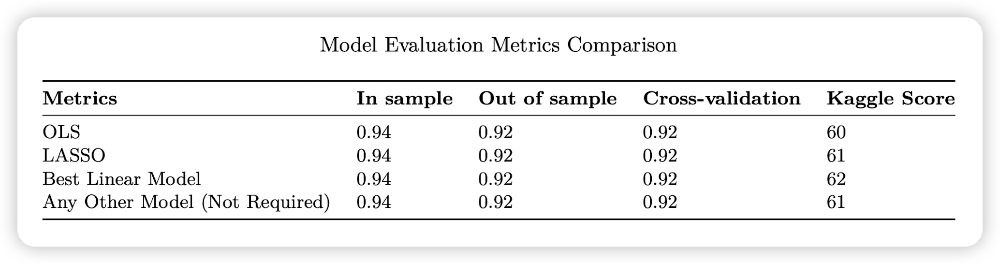 Model Evaluation Metrics Comparison
Metrics In sample Out of sample Cross-validation Kaggle Score
OLS 0.94 0.92 0.92 60
LASSO 0.94 0.92 0.92 61
Best Linear Model 0.94 0.92 0.92 62
Any Other Model (Not Required) 0.94 0.92 0.92 61